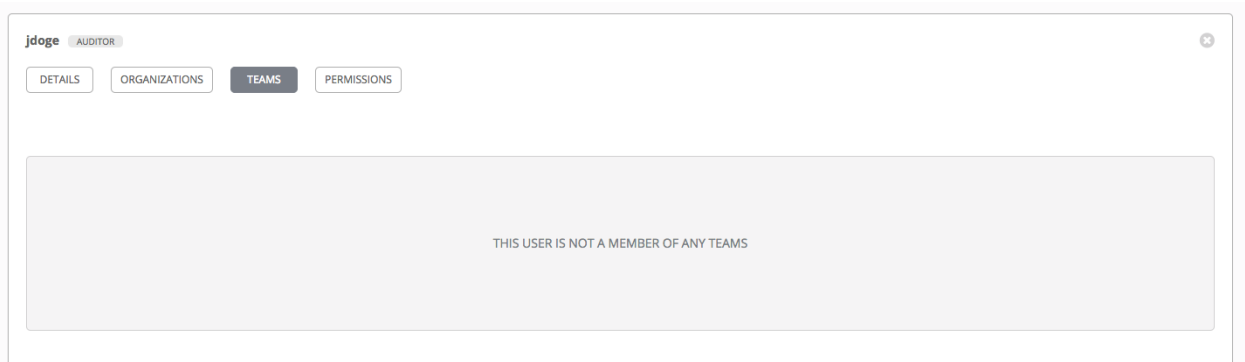 jdoge AUDITOR
DETAILS ORGANIZATIONS TEAMS PERMISSIONS
THIS USER IS NOT A MEMBER OF ANY TEAMS